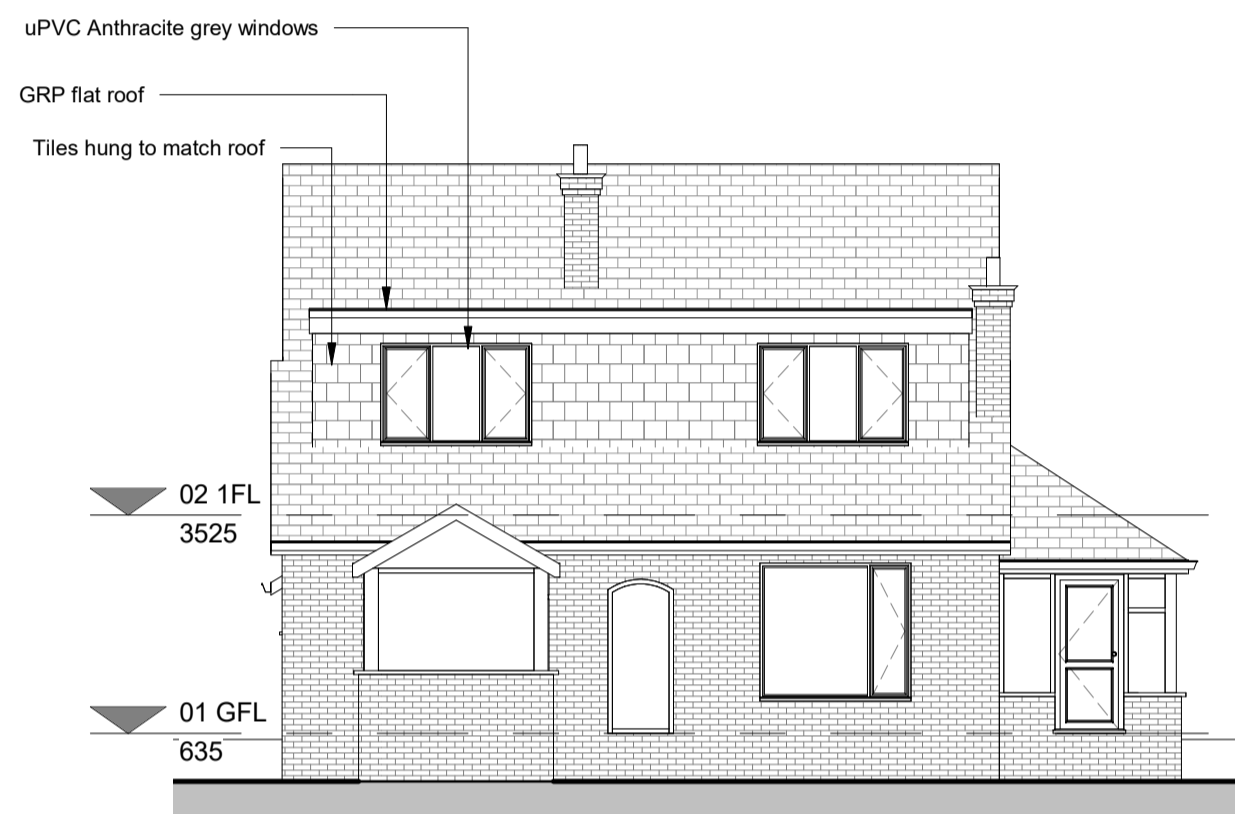 uPVC Anthracite grey windows
GRP flat roof
Tiles hung to match roof
02 1FL
3525
01 GFL
635